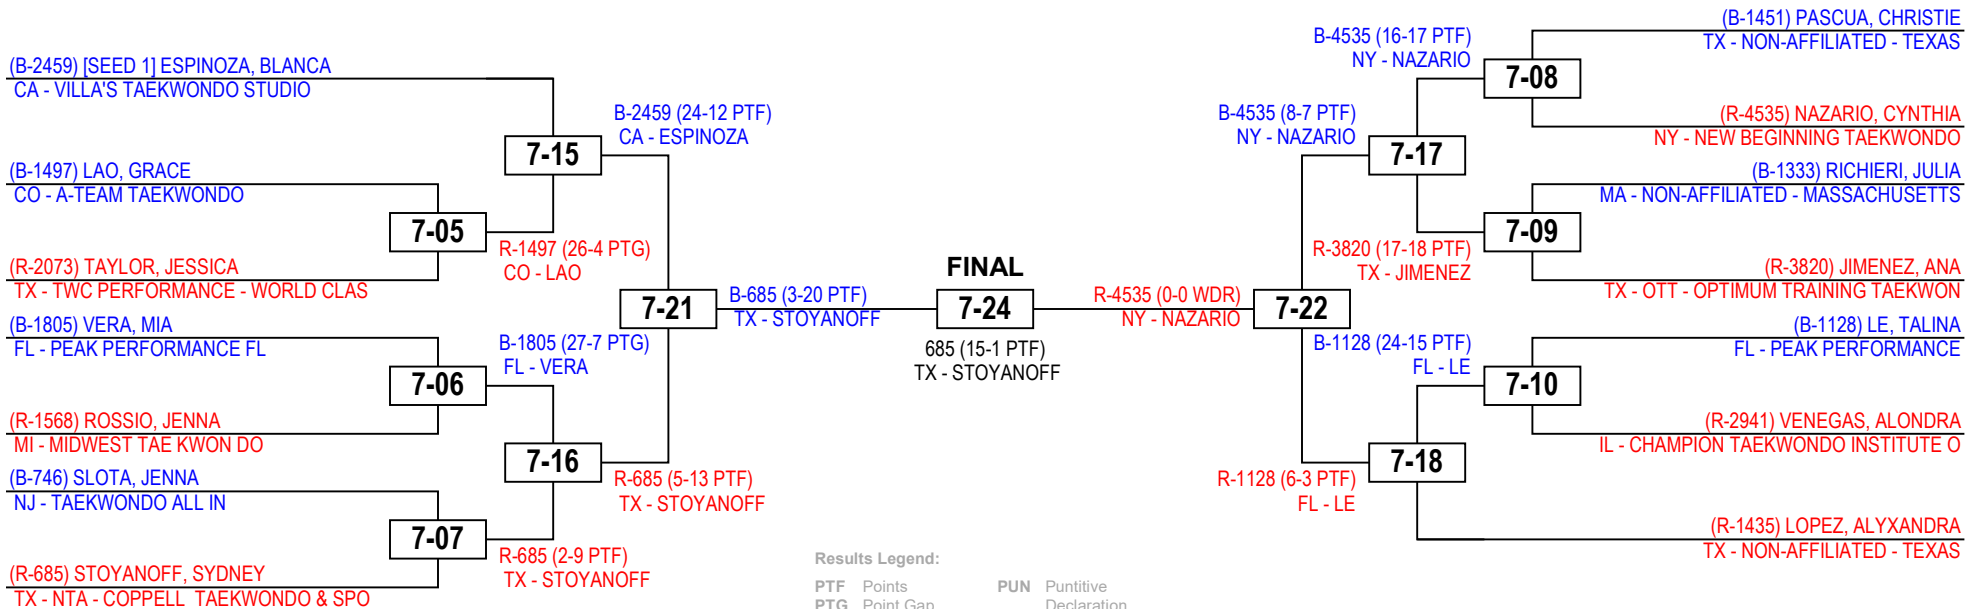 (B-2459) [SEED 1] ESPINOZA, BLANCA
CA - VILLA'S TAEKWONDO STUDIO
(B-1497) LAO, GRACE
CO - A-TEAM TAEKWONDO
(R-2073) TAYLOR, JESSICA
TX - TWC PERFORMANCE - WORLD CLAS
(B-1805) VERA, MIA
FL - PEAK PERFORMANCE FL
(R-1568) ROSSIO, JENNA
MI - MIDWEST TAE KWON DO
(B-746) SLOTA, JENNA
NJ - TAEKWONDO ALL IN
(R-685) STOYANOFF, SYDNEY
TX - NTA - COPPELL TAEKWONDO & SPO
7-05
7-06
7-07
7-15
R-1497 (26-4 PTG)
CO - LAO
B-1805 (27-7 PTG)
FL - VERA
7-16
R-685 (2-9 PTF)
TX - STOYANOFF
B-2459 (24-12 PTF)
CA - ESPINOZA
7-21
R-685 (5-13 PTF)
TX - STOYANOFF
B-685 (3-20 PTF)
TX - STOYANOFF
FINAL
7-24
685 (15-1 PTF)
TX - STOYANOFF
R-4535 (0-0 WDR)
NY - NAZARIO
7-22
B-4535 (8-7 PTF)
NY - NAZARIO
R-1128 (6-3 PTF)
FL - LE
B-4535 (16-17 PTF)
NY - NAZARIO
7-17
R-3820 (17-18 PTF)
TX - JIMENEZ
B-1128 (24-15 PTF)
FL - LE
7-18
7-08
7-09
7-10
(B-1451) PASCUA, CHRISTIE
TX - NON-AFFILIATED - TEXAS
(R-4535) NAZARIO, CYNTHIA
NY - NEW BEGINNING TAEKWONDO
(B-1333) RICHIERI, JULIA
MA - NON-AFFILIATED - MASSACHUSETTS
(R-3820) JIMENEZ, ANA
TX - OTT - OPTIMUM TRAINING TAEKWON
(B-1128) LE, TALINA
FL - PEAK PERFORMANCE
(R-2941) VENEGAS, ALONDRA
IL - CHAMPION TAEKWONDO INSTITUTE O
(R-1435) LOPEZ, ALYXANDRA
TX - NON-AFFILIATED - TEXAS
Results Legend:
PTF Points PUN Puntitive
PTG Point Gap Declaration